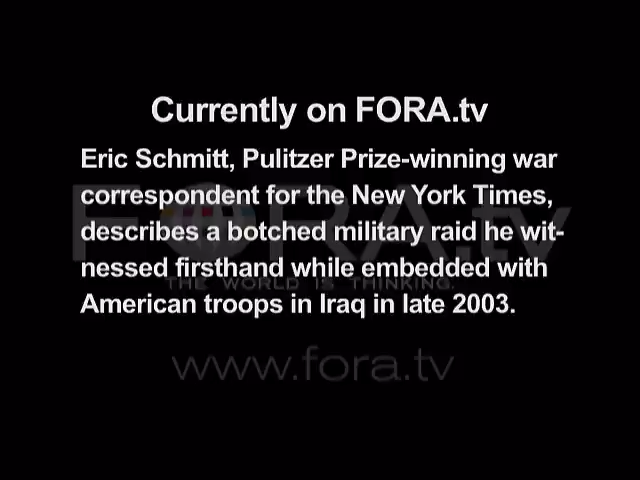 Currently on FORA.tv
Eric Schmitt, Pulitzer Prize-winning war
correspondent for the New York Times,
FORA.tv
describes a botched military raid he wit-
nessed firsthand while embedded with
THE WORLD IS THINKING.
American troops in Iraq in late 2003.
www.fora.tv